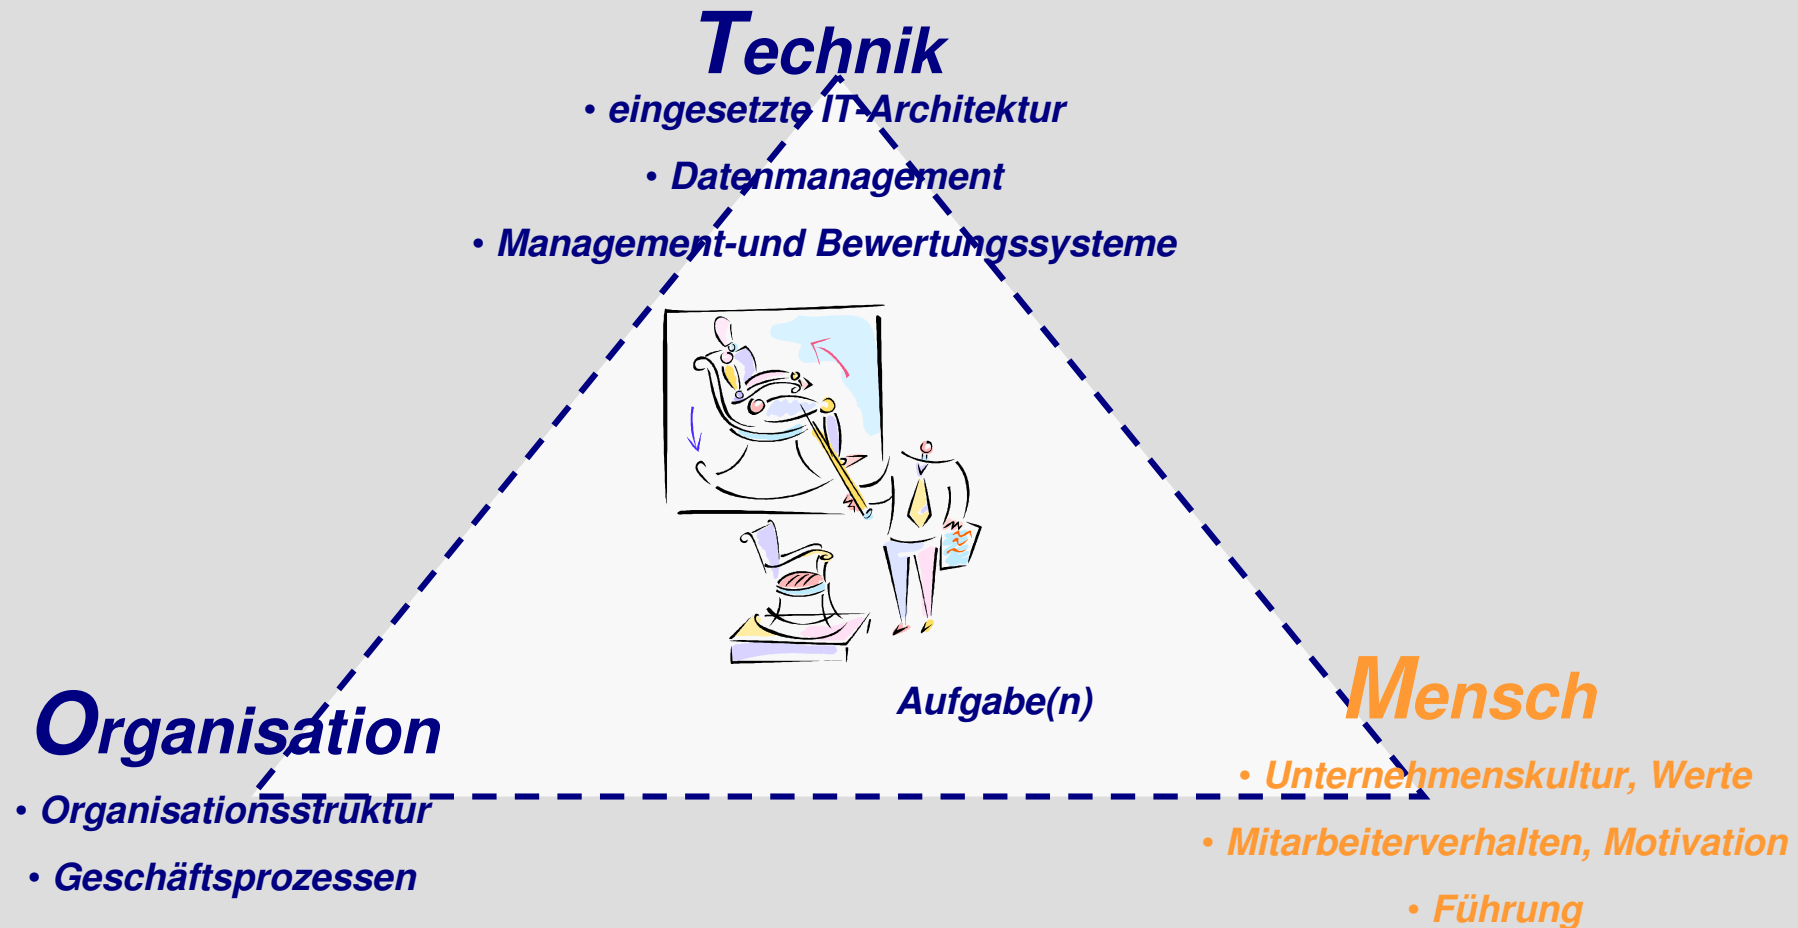 Technik
• eingesetzte IT-Architektur
• Datenmanagement
• Management-und Bewertungssysteme
Aufgabe(n)
Organisation
• Organisationsstruktur
• Geschäftsprozessen
Mensch
• Unternehmenskultur, Werte
• Mitarbeiterverhalten, Motivation
• Führung